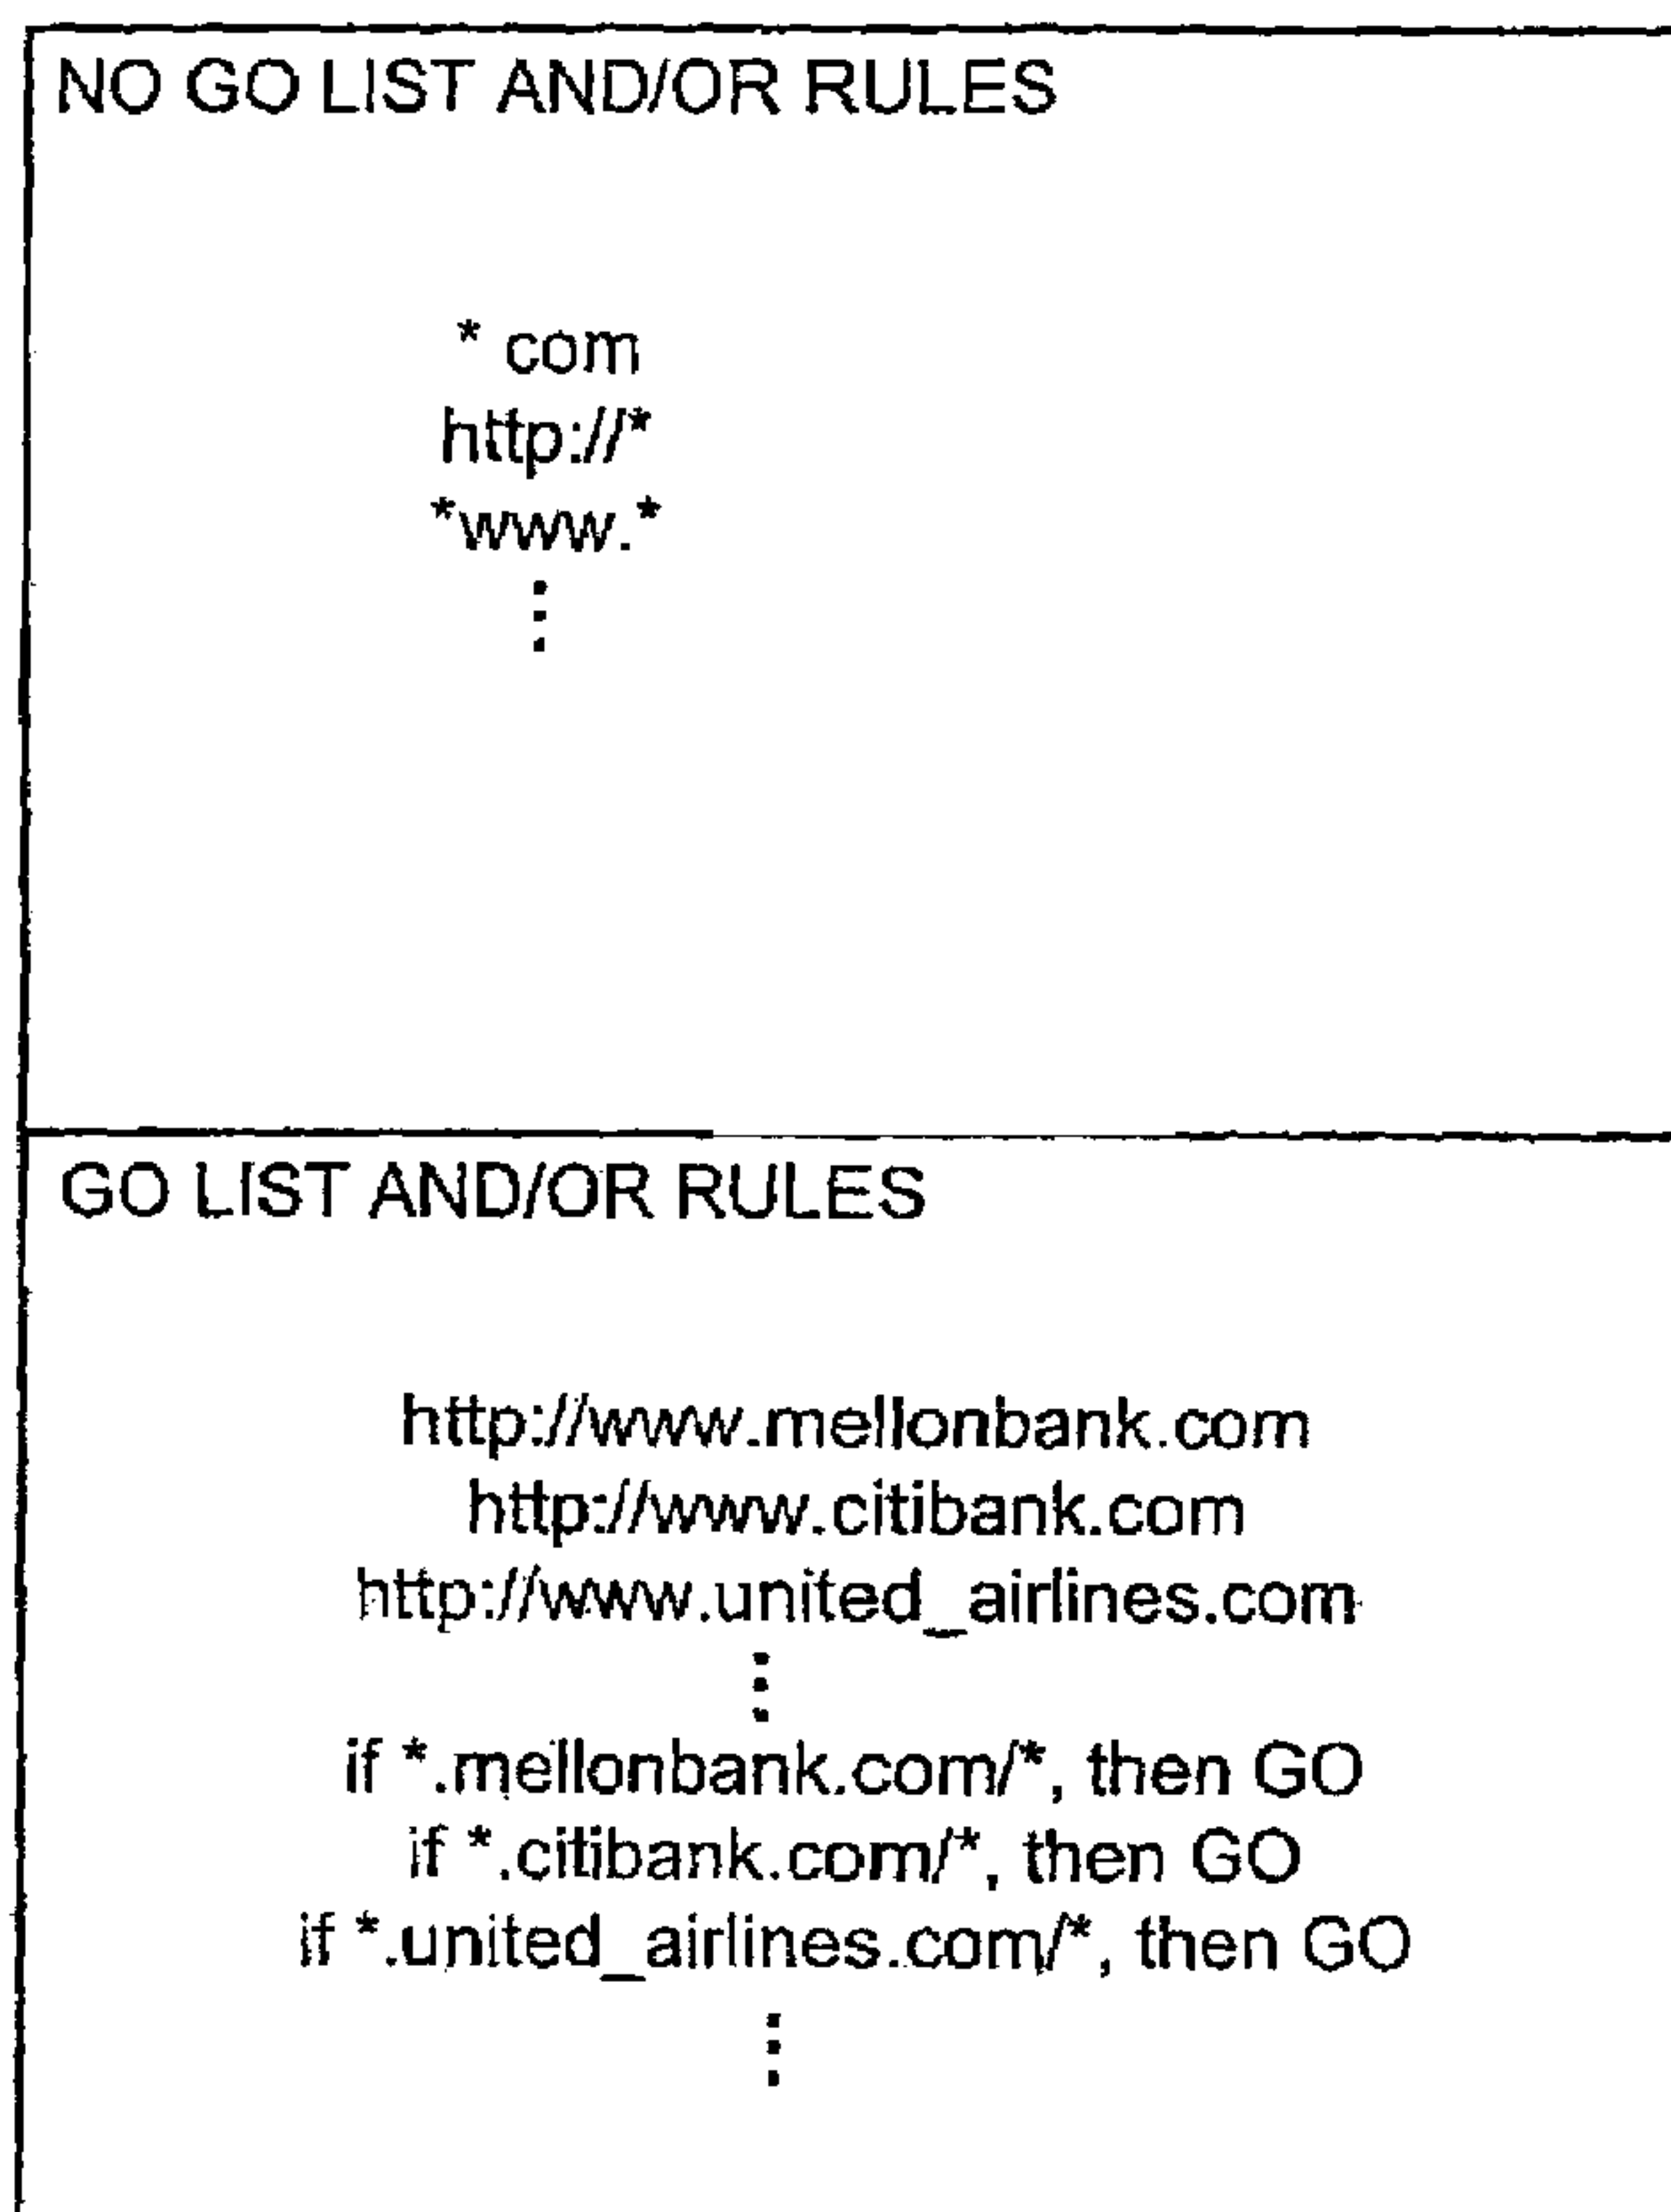 NO GO LIST AND/OR RULES
* com
http://*
*www.*
⋮
GO LIST AND/OR RULES
http://www.mellonbank.com
http://www.citibank.com
http://www.united_airlines.com
⋮
if *.mellonbank.com/*, then GO
if *.citibank.com/*, then GO
if *.united_airlines.com/*, then GO
⋮